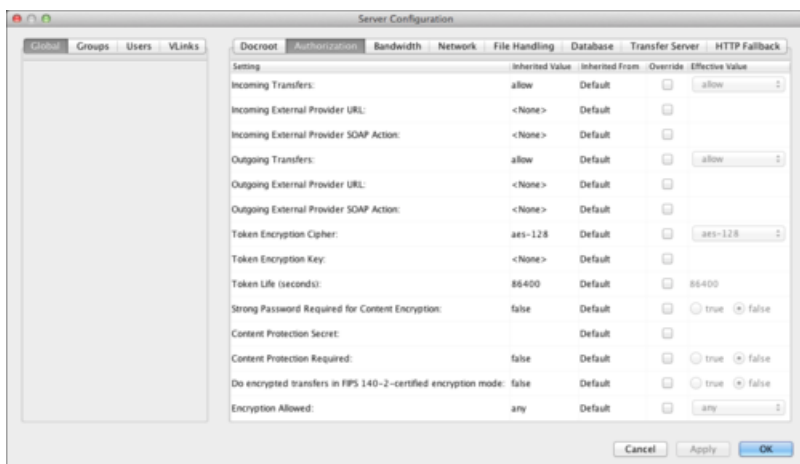 Server Configuration
Global Groups Users VLinks
Docroot Authorization Bandwidth Network File Handling Database Transfer Server HTTP Fallback
Setting Inherited Value Inherited From Override Effective Value
Incoming Transfers: allow Default allow
Incoming External Provider URL: <None> Default
Incoming External Provider SOAP Action: <None> Default
Outgoing Transfers: allow Default allow
Outgoing External Provider URL: <None> Default
Outgoing External Provider SOAP Action: <None> Default
Token Encryption Cipher: aes-128 Default aes-128
Token Encryption Key: <None> Default
Token Life (seconds): 86400 Default 86400
Strong Password Required for Content Encryption: false Default true false
Content Protection Secret: Default
Content Protection Required: false Default true false
Do encrypted transfers in FIPS 140-2-certified encryption mode: false Default true false
Encryption Allowed: any Default any
Cancel Apply OK